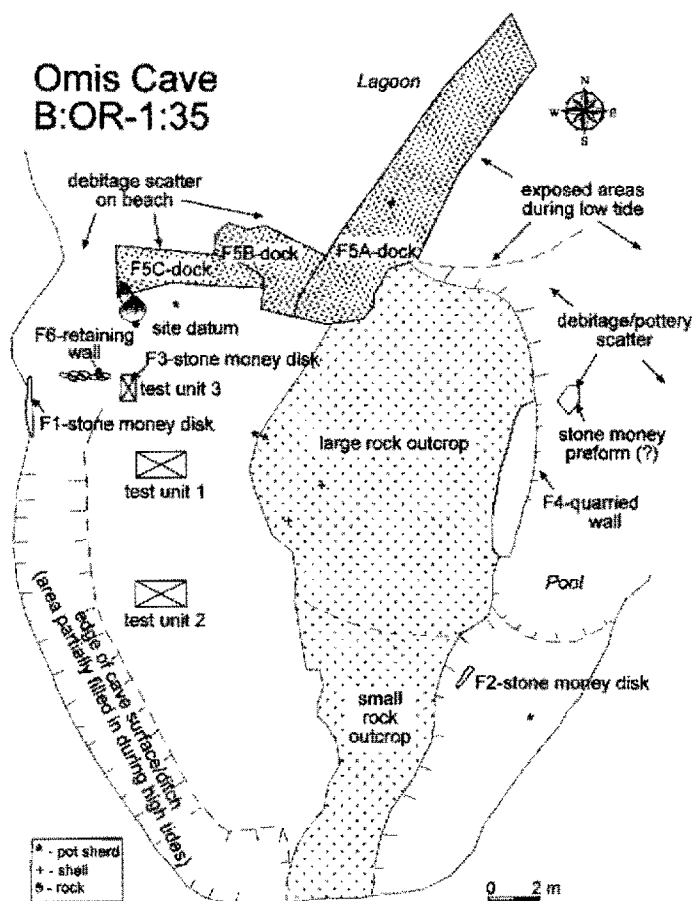 Omis Cave
B:OR-1:35
Lagoon
N
W
E
S
debitage scatter
on beach
exposed areas
during low tide
F5A-dock
F5B-dock
F5C-dock
site datum
F6-retaining
wall
F3-stone money disk
test unit 3
F1-stone money disk
debitage/pottery
scatter
large rock outcrop
stone money
preform (?)
test unit 1
F4-quarried
wall
Pool
test unit 2
edge of cave surface/ditch
(area partially filled in during high tides)
F2-stone money disk
small
rock
outcrop
* - pot sherd
+ - shell
- rock
0 2 m